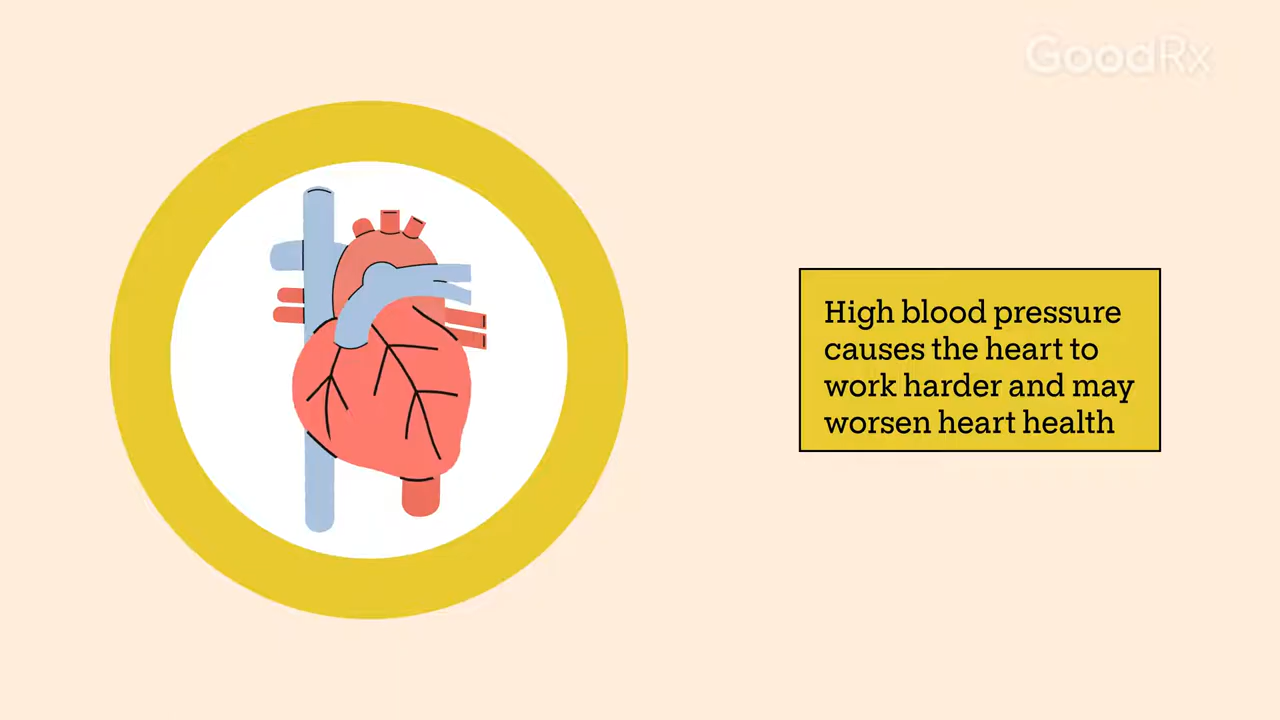 GoodRx
High blood pressure
causes the heart to
work harder and may
worsen heart health